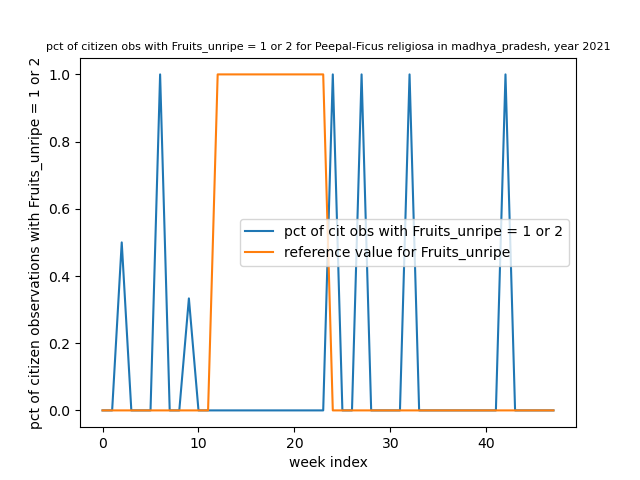 pct of citizen obs with Fruits_unripe = 1 or 2 for Peepal-Ficus religiosa in madhya_pradesh, year 2021
pct of citizen observations with Fruits_unripe = 1 or 2
1.0
0.8
0.6
0.4
0.2
0.0
pct of cit obs with Fruits_unripe = 1 or 2
reference value for Fruits_unripe
0 10 20 30 40
week index